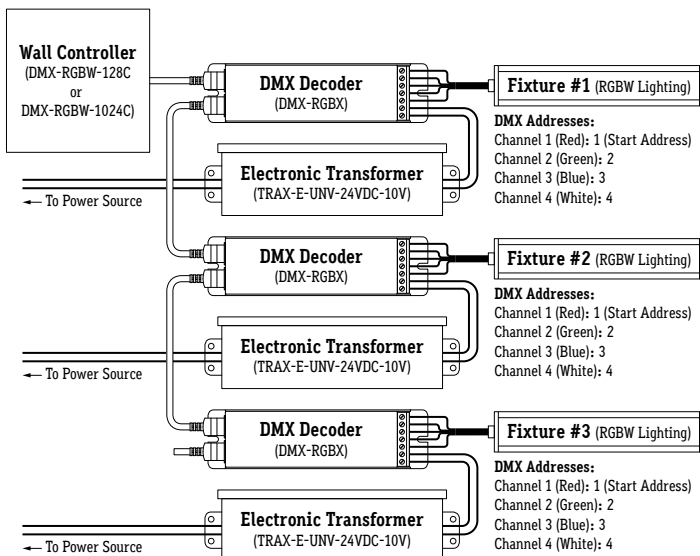 Wall Controller
(DMX-RGBW-128C
or
DMX-RGBW-1024C)
DMX Decoder
(DMX-RGBX)
Fixture #1 (RGBW Lighting)
DMX Addresses:
Channel 1 (Red): 1 (Start Address)
Channel 2 (Green): 2
Channel 3 (Blue): 3
Channel 4 (White): 4
Electronic Transformer
(TRAX-E-UNV-24VDC-10V)
← To Power Source
DMX Decoder
(DMX-RGBX)
Fixture #2 (RGBW Lighting)
DMX Addresses:
Channel 1 (Red): 1 (Start Address)
Channel 2 (Green): 2
Channel 3 (Blue): 3
Channel 4 (White): 4
Electronic Transformer
(TRAX-E-UNV-24VDC-10V)
← To Power Source
DMX Decoder
(DMX-RGBX)
Fixture #3 (RGBW Lighting)
DMX Addresses:
Channel 1 (Red): 1 (Start Address)
Channel 2 (Green): 2
Channel 3 (Blue): 3
Channel 4 (White): 4
Electronic Transformer
(TRAX-E-UNV-24VDC-10V)
← To Power Source